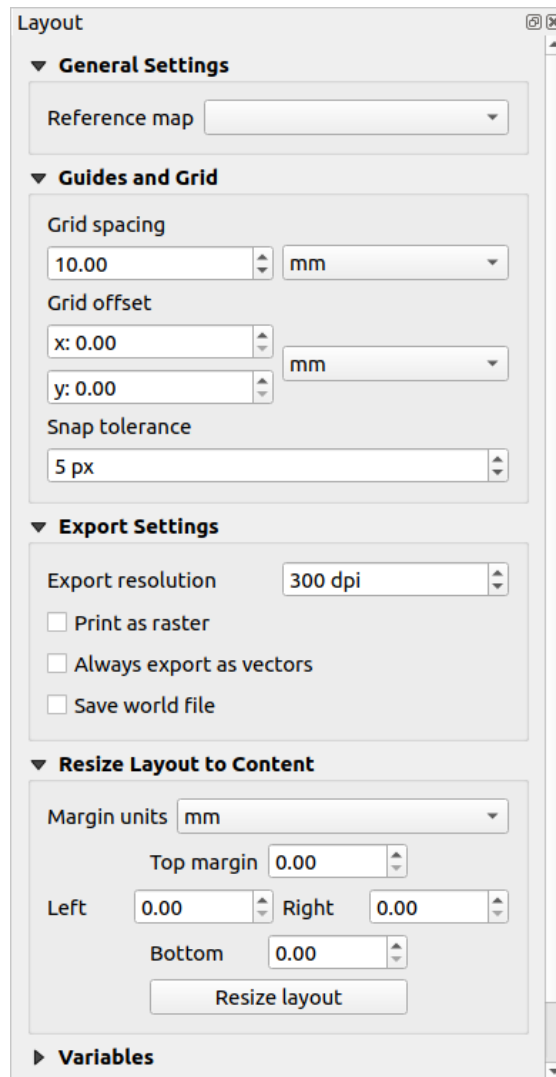 Layout
General Settings
Reference map
Guides and Grid
Grid spacing
10.00 mm
Grid offset
x: 0.00
mm
y: 0.00
Snap tolerance
5 px
Export Settings
Export resolution 300 dpi
Print as raster
Always export as vectors
Save world file
Resize Layout to Content
Margin units mm
Top margin 0.00
Left 0.00 Right 0.00
Bottom 0.00
Resize layout
Variables